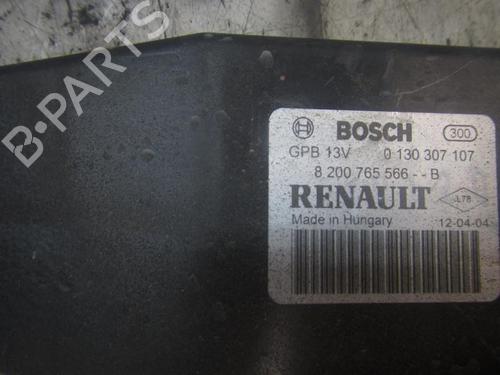 B-PARTS
BOSCH 300
GPB 13V 0 130 307 107
8 200 765 566 - - B
RENAULT L78
Made in Hungary 12-04-04